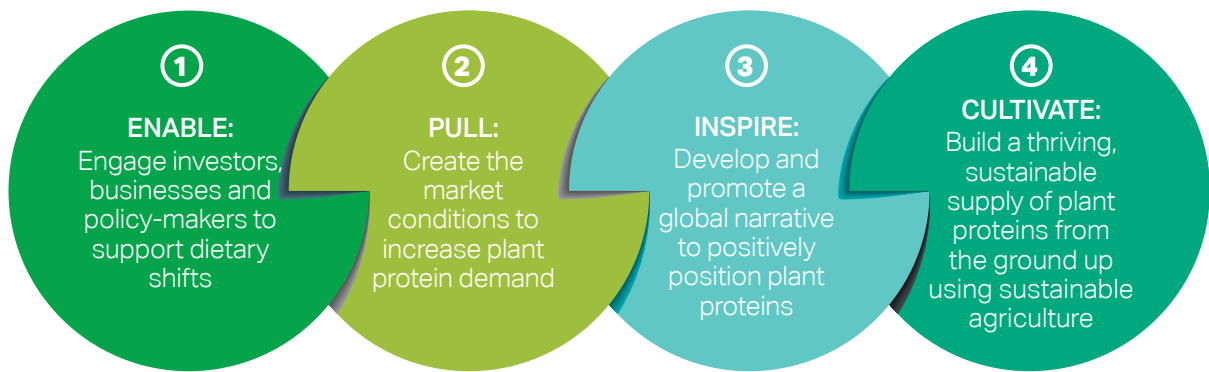 1
ENABLE:
Engage investors,
businesses and
policy-makers to
support dietary
shifts
2
PULL:
Create the
market
conditions to
increase plant
protein demand
3
INSPIRE:
Develop and
promote a
global narrative
to positively
position plant
proteins
4
CULTIVATE:
Build a thriving,
sustainable
supply of plant
proteins from
the ground up
using sustainable
agriculture